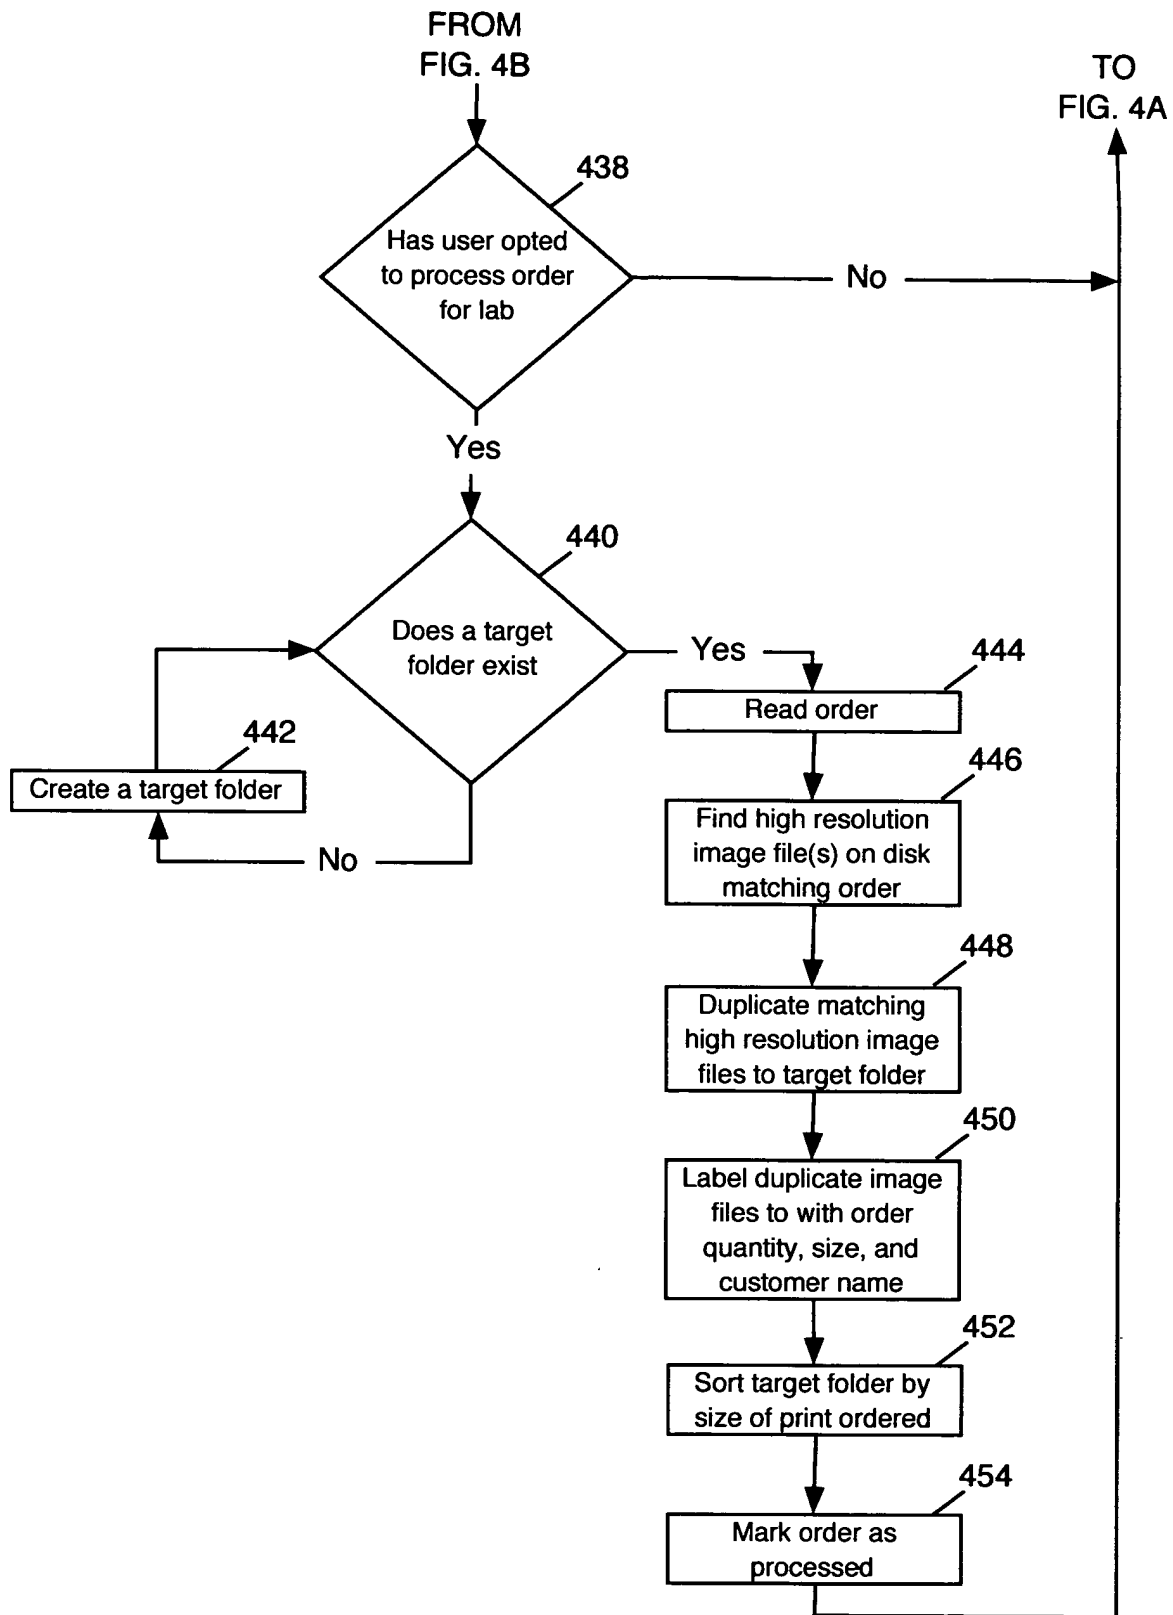 FROM
FIG. 4B
TO
FIG. 4A
438
Has user opted
to process order
for lab
No
Yes
440
Does a target
folder exist
Yes
444
Read order
442
Create a target folder
No
446
Find high resolution
image file(s) on disk
matching order
448
Duplicate matching
high resolution image
files to target folder
450
Label duplicate image
files to with order
quantity, size, and
customer name
452
Sort target folder by
size of print ordered
454
Mark order as
processed